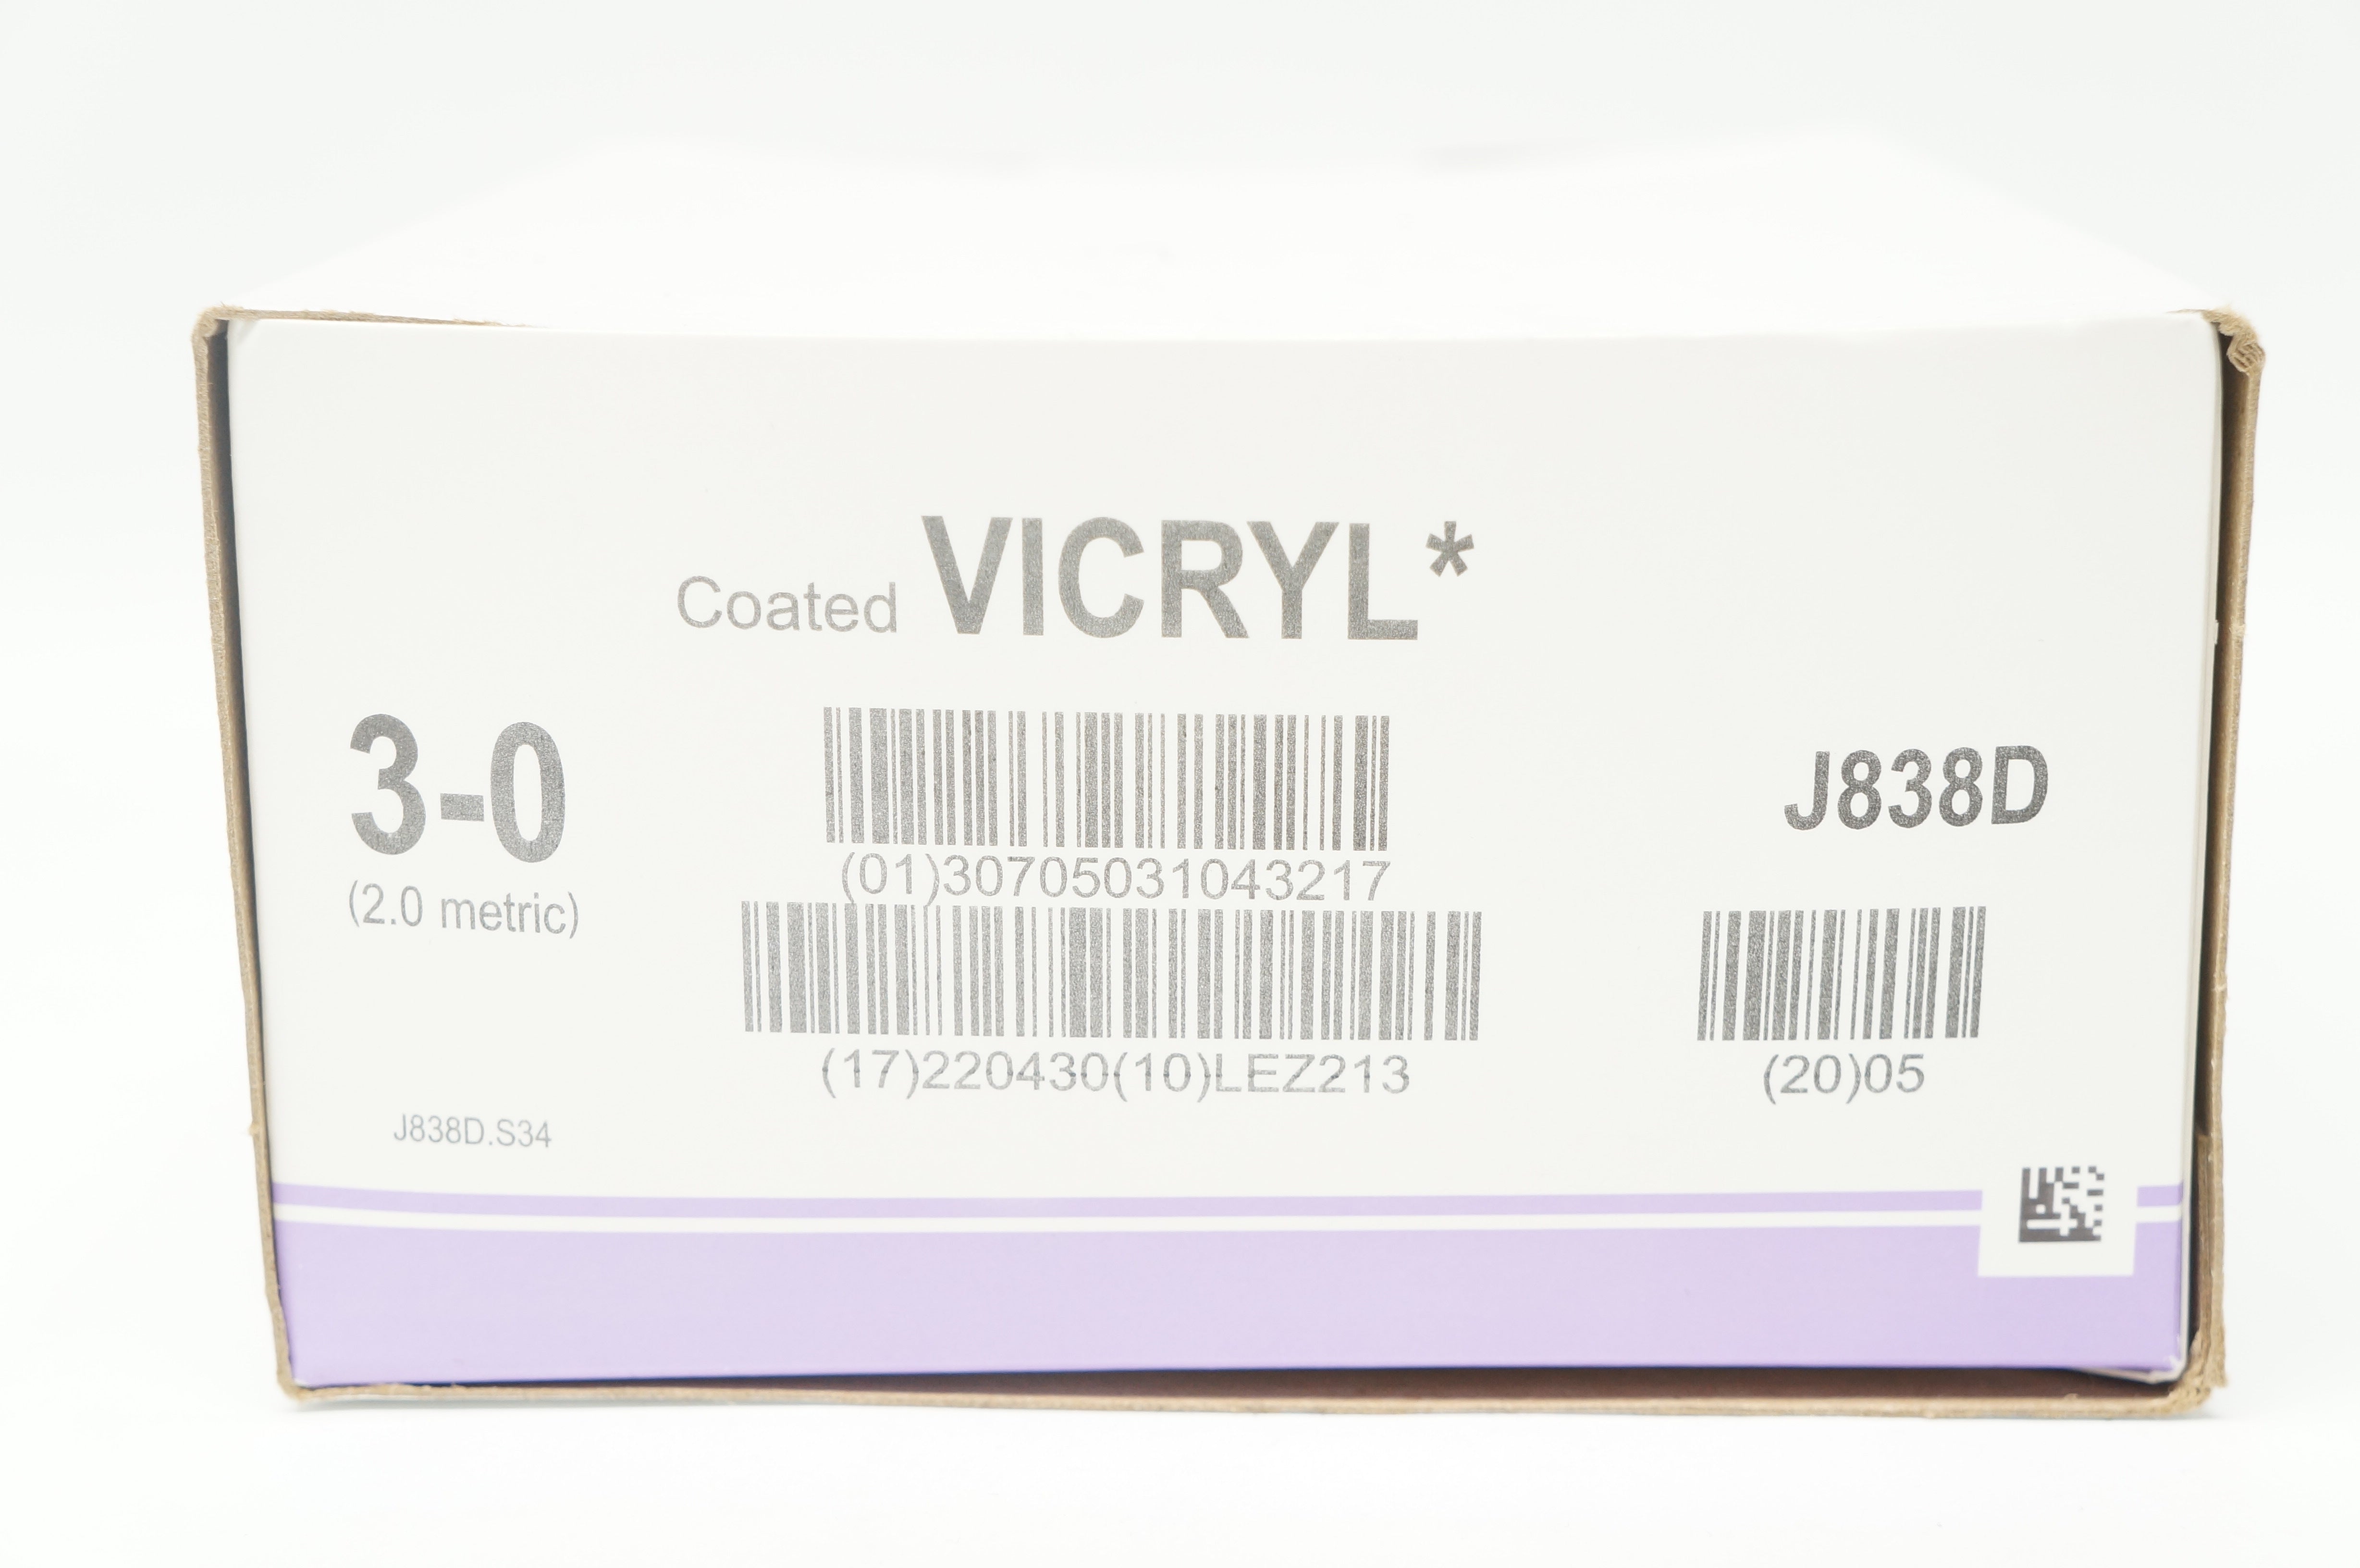 Coated VICRYL*
3-0
(2.0 metric)
(01)30705031043217
J838D
(17)220430(10)LEZ213
(20)05
J838D.S34